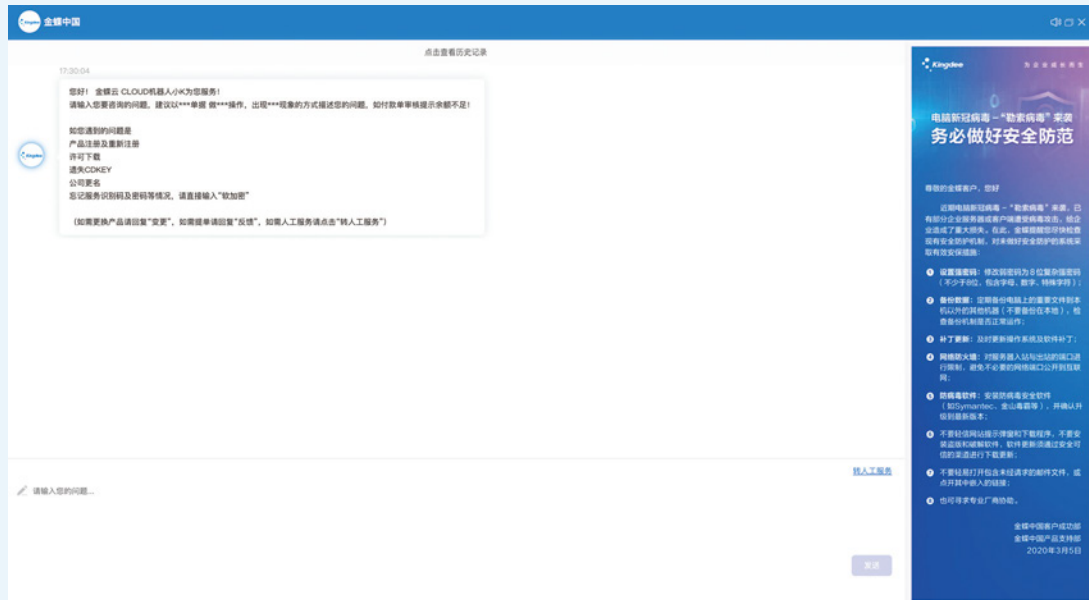 Kingdee
金蝶中国
点击查看历史记录
17:30:04
您好！ 金蝶云 CLOUD机器人小K为您服务！
请输入您要咨询的问题，建议以***单据 做***操作，出现***现象的方式描述您的问题，如付款单审核提示余额不足！
如您遇到的问题是
产品注册及重新注册
许可下载
遗失CDKEY
公司更名
忘记服务识别码及密码等情况，请直接输入“软加密”
（如需更换产品请回复“变更”，如需提单请回复“反馈”，如需人工服务请点击“转人工服务”）
Kingdee
转人工服务
请输入您的问题...
发送
Kingdee
电脑新冠病毒－“勒索病毒”来袭
务必做好安全防范
尊敬的金蝶客户，您好
近期电脑新冠病毒－“勒索病毒”来袭，已
有部分企业服务器或客户端遭受病毒攻击，给企
业造成了重大损失。在此，金蝶提醒您尽快检查
现有安全防护机制，对未做好安全防护的系统采
取有效安保措施：
1 设置强密码：修改弱密码为8位复杂强密码
（不少于8位，包含字母、数字、特殊字符）；
2 备份数据：定期备份电脑上的重要文件到本
机以外的其他机器（不要备份在本地），检
查备份机制是否正常运作；
3 补丁更新：及时更新操作系统及软件补丁；
4 网络防火墙：对服务器入站与出站的端口进
行限制，避免不必要的网络端口公开到互联
网；
5 防病毒软件：安装防病毒安全软件
（如Symantec、金山毒霸等），并确认升
级到最新版本；
6 不要轻信网站提示弹窗和下载程序，不要安
装盗版和破解软件，软件更新须通过安全可
信的渠道进行下载更新；
7 不要轻易打开包含未经请求的邮件文件，或
点开其中嵌入的链接；
8 也可寻求专业厂商协助。
金蝶中国客户成功部
金蝶中国产品支持部
2020年3月5日